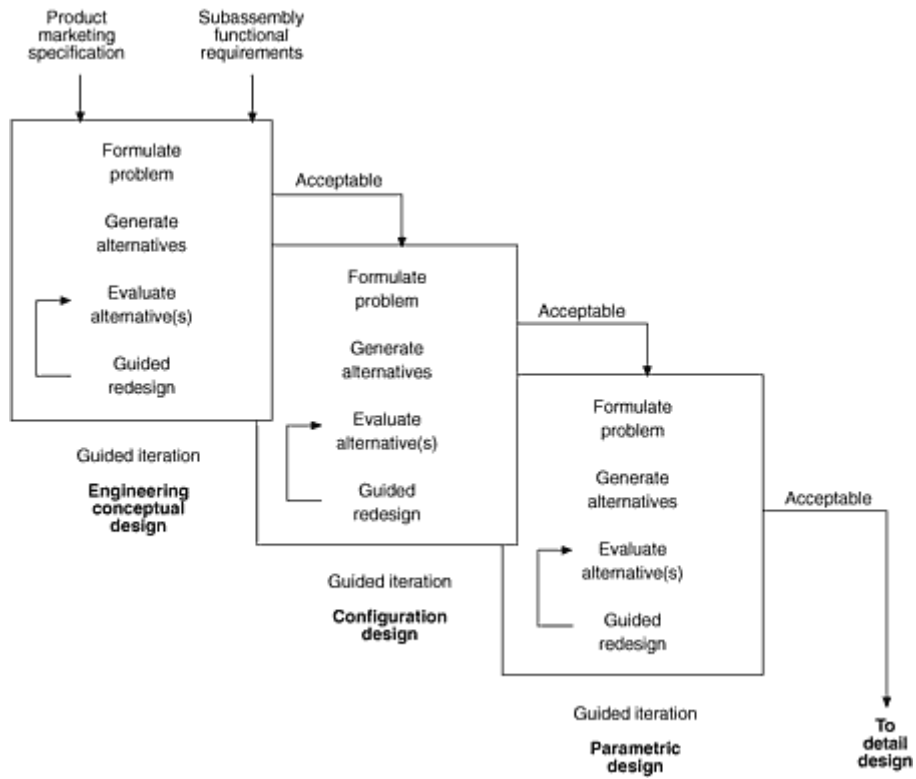 Product
marketing
specification
Subassembly
functional
requirements
Formulate
problem
Generate
alternatives
Evaluate
alternative(s)
Guided
redesign
Guided iteration
Engineering
conceptual
design
Acceptable
Formulate
problem
Generate
alternatives
Evaluate
alternative(s)
Guided
redesign
Guided iteration
Configuration
design
Acceptable
Formulate
problem
Generate
alternatives
Evaluate
alternative(s)
Guided
redesign
Guided iteration
Parametric
design
Acceptable
To
detail
design